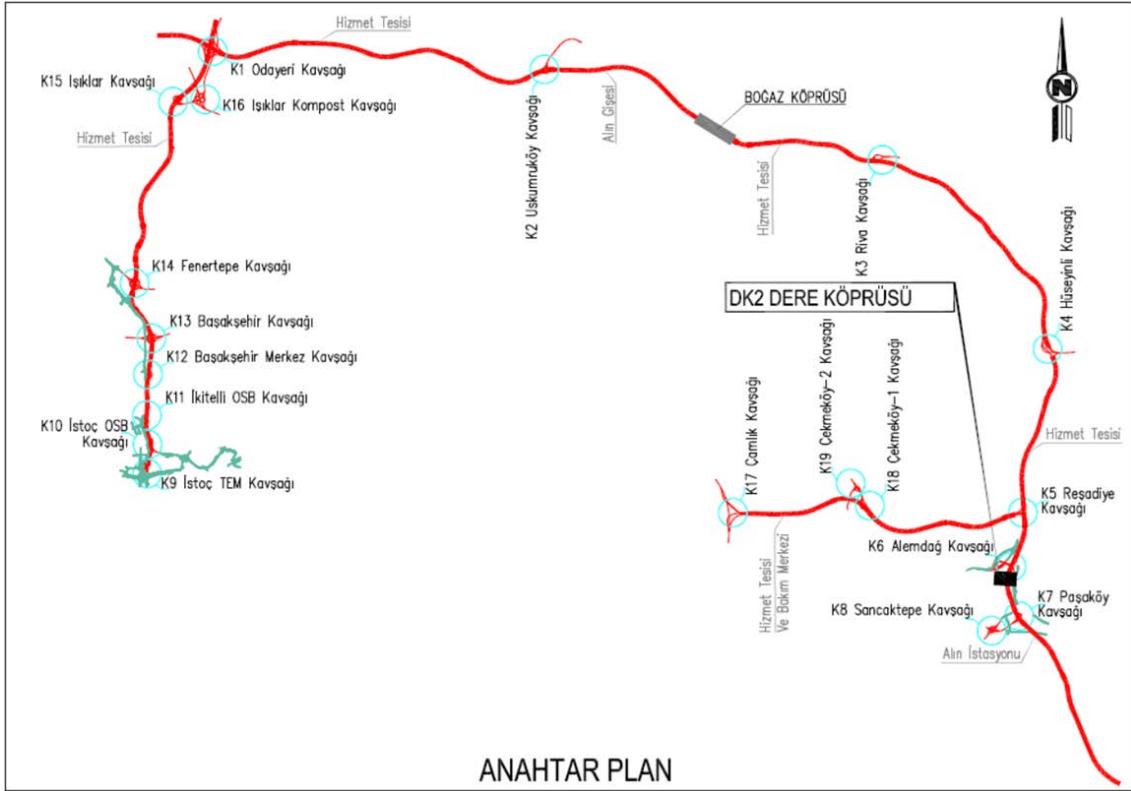 Hizmet Tesisi
K1 Odayeri Kavşağı
K15 Işıklar Kavşağı
K16 Işıklar Kompost Kavşağı
Hizmet Tesisi
K2 Uskumruköy Kavşağı
Alın Gişesi
BOĞAZ KÖPRÜSÜ
Hizmet Tesisi
K3 Riva Kavşağı
N
K4 Hüseyinli Kavşağı
K14 Fenertepe Kavşağı
DK2 DERE KÖPRÜSÜ
K13 Başakşehir Kavşağı
K12 Başakşehir Merkez Kavşağı
K11 İkitelli OSB Kavşağı
K10 İstoç OSB
Kavşağı
K9 İstoç TEM Kavşağı
K17 Çamlık Kavşağı
K19 Çekmeköy-2 Kavşağı
K18 Çekmeköy-1 Kavşağı
Hizmet Tesisi
K5 Reşadiye
Kavşağı
K6 Alemdağ Kavşağı
Hizmet Tesisi
Ve Bakım Merkezi
K7 Paşaköy
Kavşağı
K8 Sancaktepe Kavşağı
Alın İstasyonu
ANAHTAR PLAN